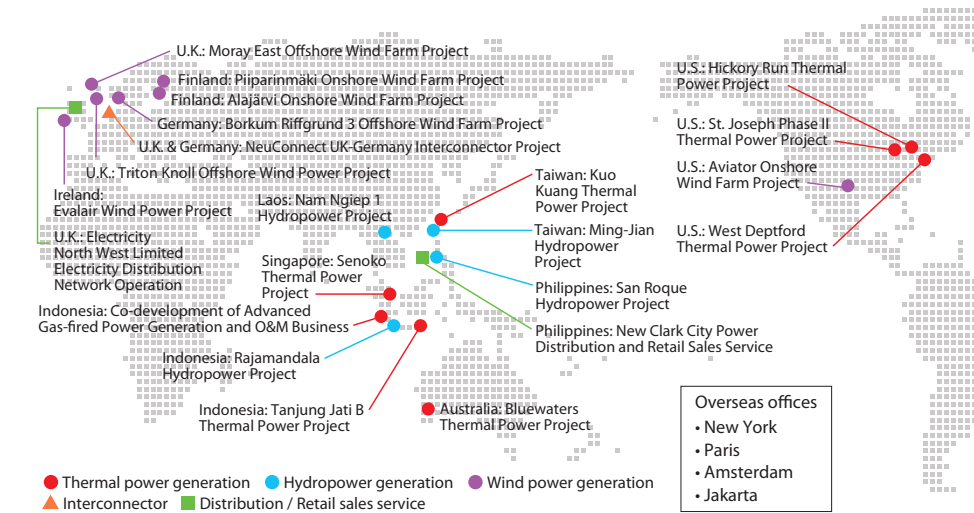 U.K.: Moray East Offshore Wind Farm Project
Finland: Piiparinmäki Onshore Wind Farm Project
Finland: Alajärvi Onshore Wind Farm Project
Germany: Borkum Riffgrund 3 Offshore Wind Farm Project
U.K. & Germany: NeuConnect UK-Germany Interconnector Project
U.K.: Triton Knoll Offshore Wind Power Project
Ireland:
Evalair Wind Power Project
U.K.: Electricity
North West Limited
Electricity Distribution
Network Operation
Laos: Nam Ngiep 1
Hydropower Project
Singapore: Senoko
Thermal Power
Project
Indonesia: Co-development of Advanced
Gas-fired Power Generation and O&M Business
Indonesia: Rajamandala
Hydropower Project
Indonesia: Tanjung Jati B
Thermal Power Project
Taiwan: Kuo
Kuang Thermal
Power Project
Taiwan: Ming-Jian
Hydropower
Project
Philippines: San Roque
Hydropower Project
Philippines: New Clark City Power
Distribution and Retail Sales Service
Australia: Bluewaters
Thermal Power Project
U.S.: Hickory Run Thermal
Power Project
U.S.: St. Joseph Phase II
Thermal Power Project
U.S.: Aviator Onshore
Wind Farm Project
U.S.: West Deptford
Thermal Power Project
Overseas offices
• New York
• Paris
• Amsterdam
• Jakarta
Thermal power generation Hydropower generation Wind power generation
Interconnector Distribution / Retail sales service